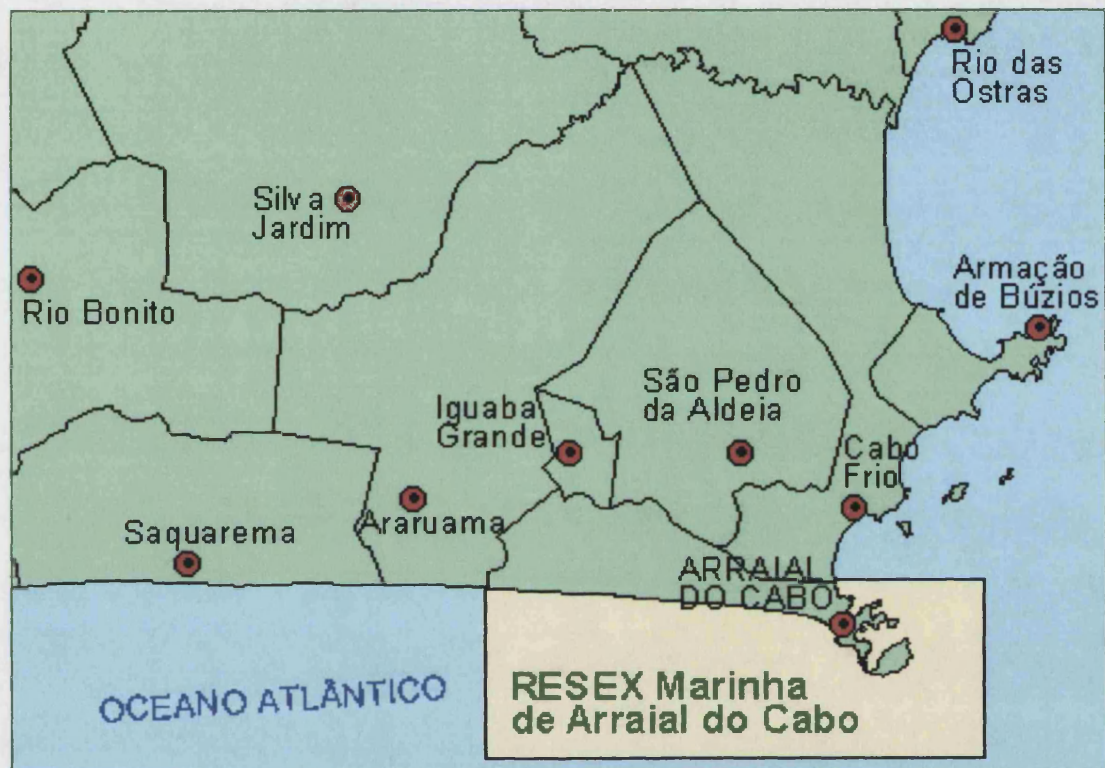 Rio das
Ostras
Silva
Jardim
Armação
de Búzios
Rio Bonito
São Pedro
da Aldeia
Iguaba
Grande
Cabo
Frio
Araruama
Saquarema
ARRAIAL
DO CABO
RESEX Marinha
de Arraial do Cabo
OCEANO ATLÂNTICO